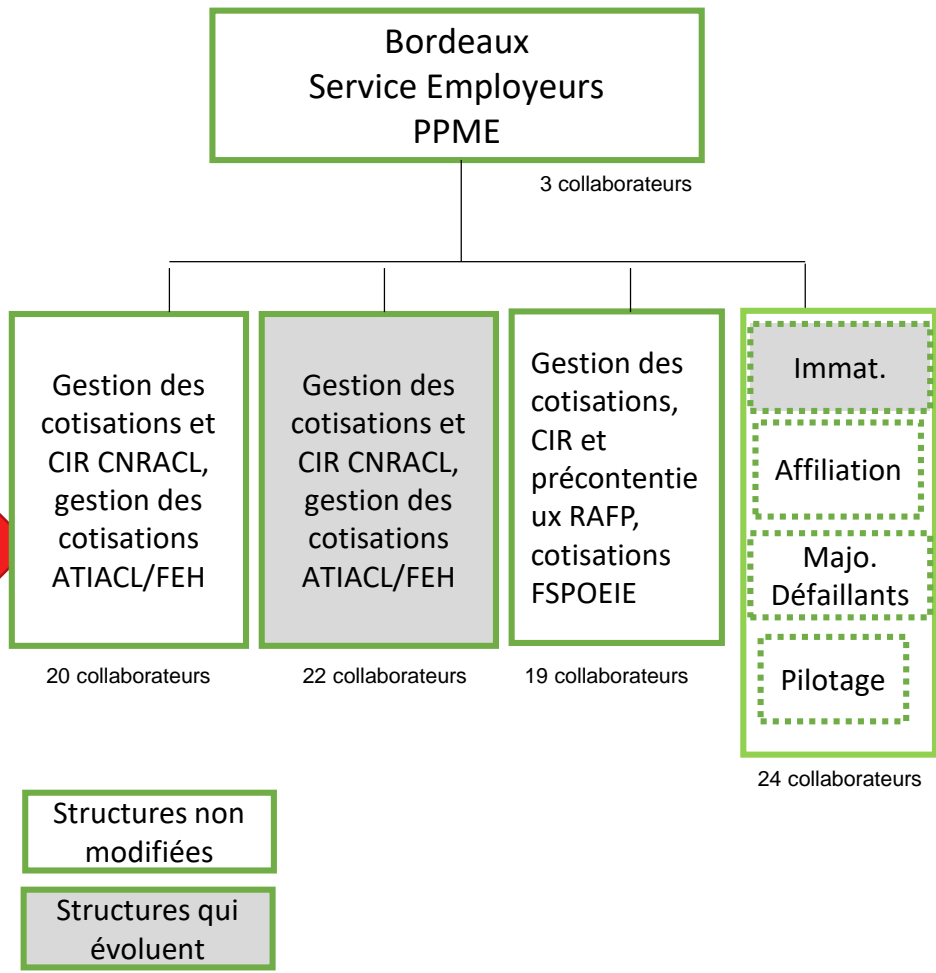 Bordeaux
Service Employeurs
PPME
3 collaborateurs
Gestion des
cotisations et
CIR CNRACL,
gestion des
cotisations
ATIACL/FEH
20 collaborateurs
Gestion des
cotisations et
CIR CNRACL,
gestion des
cotisations
ATIACL/FEH
22 collaborateurs
Gestion des
cotisations,
CIR et
précontentie
ux RAFP,
cotisations
FSPOEIE
19 collaborateurs
Immat.
Affiliation
Majo.
Défaillants
Pilotage
24 collaborateurs
Structures non
modifiées
Structures qui
évoluent